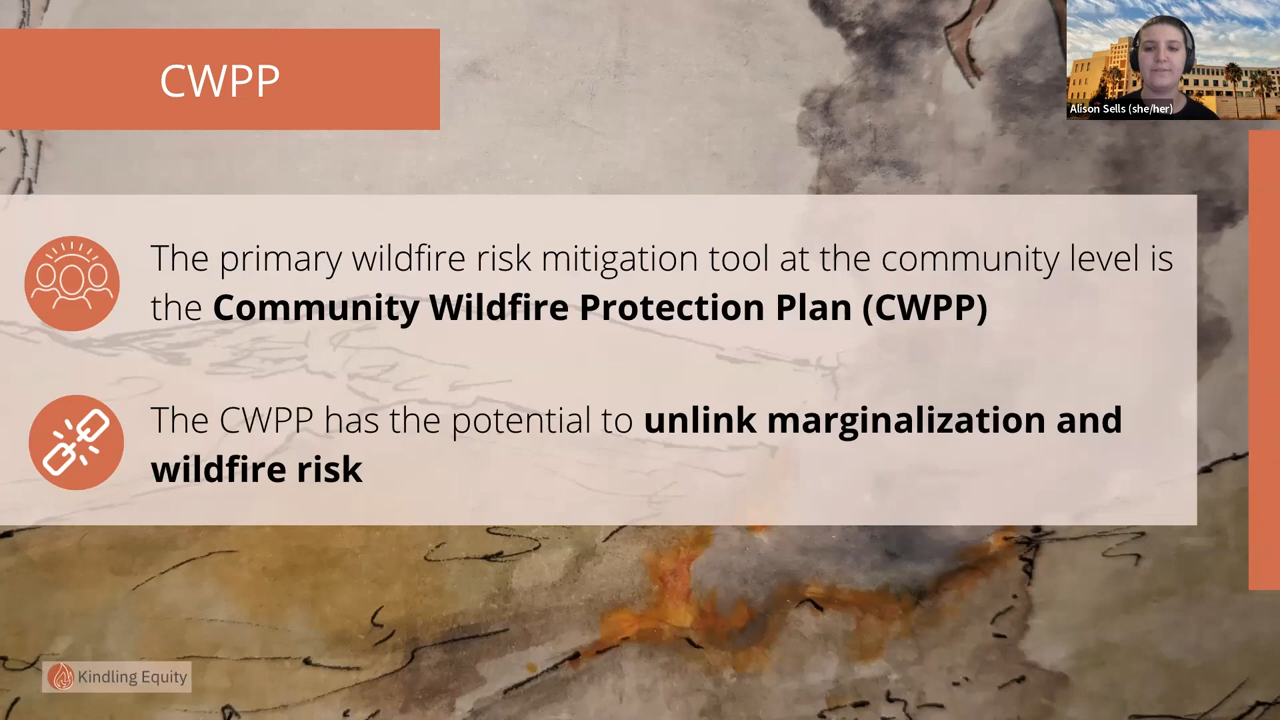 CWPP
Alison Sells (she/her)
The primary wildfire risk mitigation tool at the community level is
the Community Wildfire Protection Plan (CWPP)
The CWPP has the potential to unlink marginalization and
wildfire risk
Kindling Equity